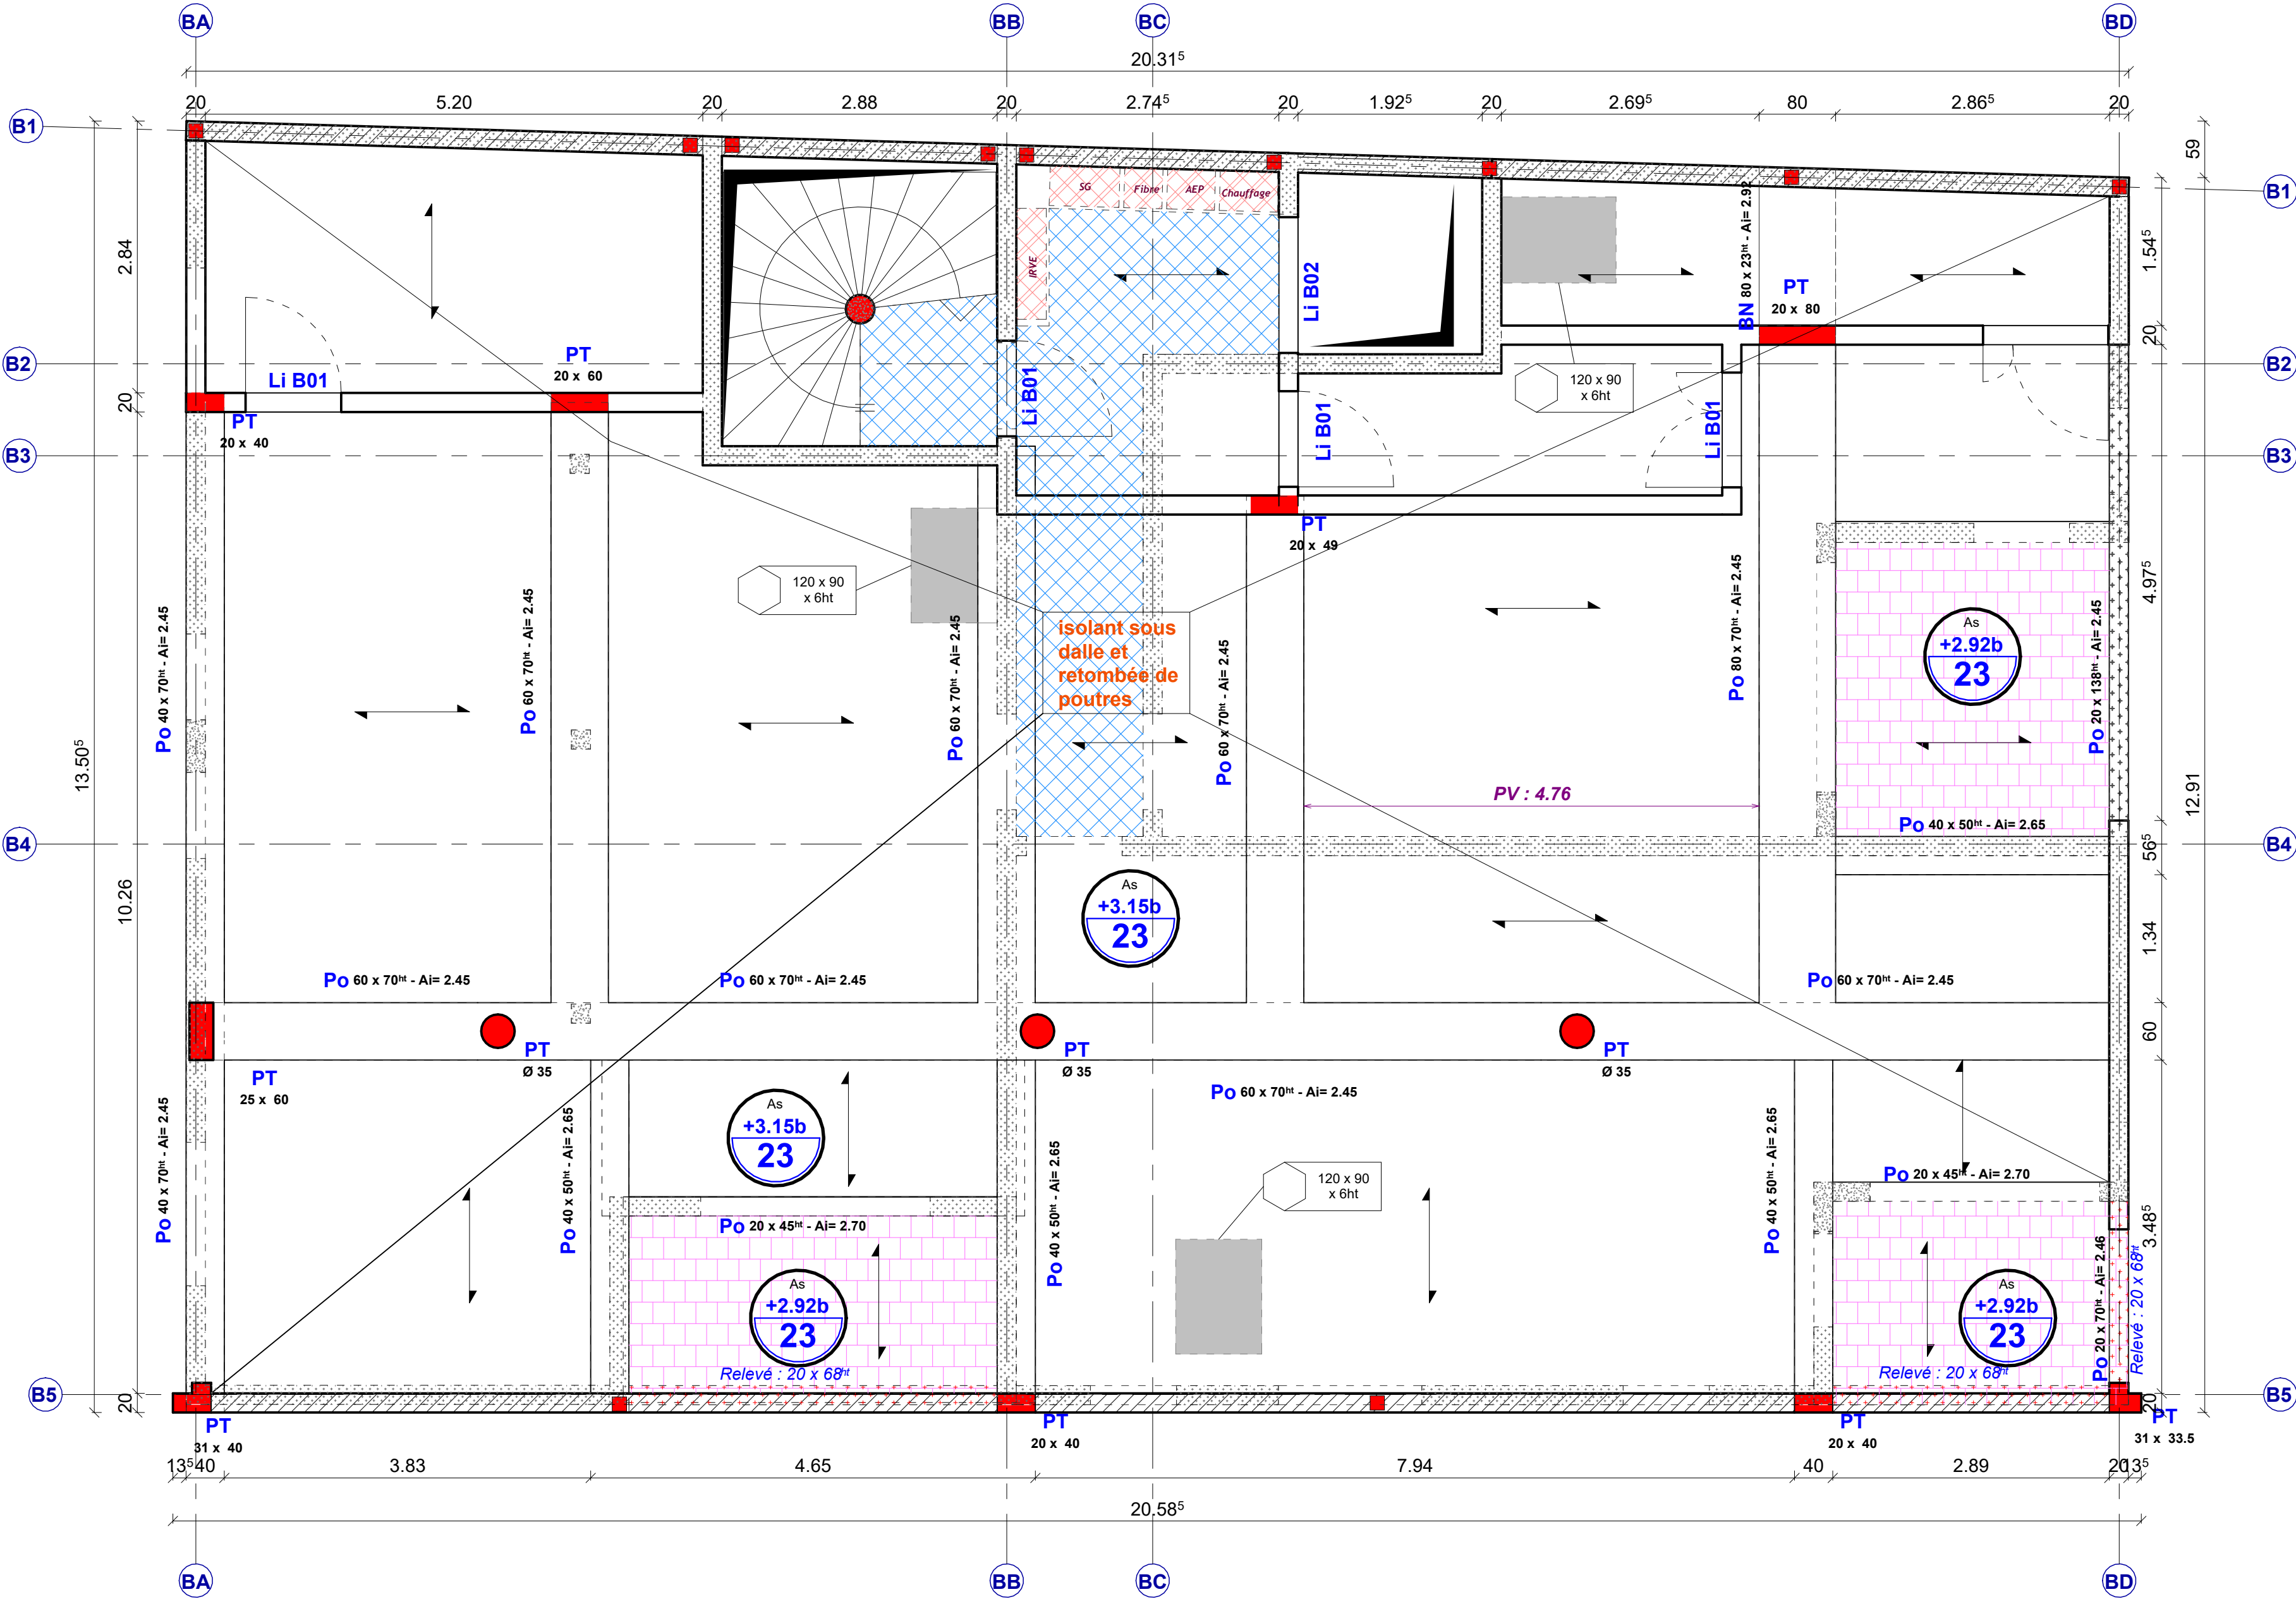 BA
BB
BC
BD
20.31⁵
20
5.20
20
2.88
20
2.74⁵
20
1.92⁵
20
2.69⁵
80
2.86⁵
20
B1
B1
59
SG
Fibre
AEP
Chauffage
IRVE
2.84
1.54⁵
Li B02
BN 80 x 23ht - Ai= 2.92
PT
20 x 80
20
B2
B2
PT
20 x 60
Li B01
Li B01
120 x 90
x 6ht
20
PT
20 x 40
Li B01
Li B01
B3
B3
PT
20 x 49
120 x 90
x 6ht
4.97⁵
Po 40 x 70ht - Ai= 2.45
Po 60 x 70ht - Ai= 2.45
Po 60 x 70ht - Ai= 2.45
isolant sous
dalle et
retombée de
poutres
Po 60 x 70ht - Ai= 2.45
Po 80 x 70ht - Ai= 2.45
As
+2.92b
23
Po 20 x 138ht - Ai= 2.45
13.50⁵
12.91
PV : 4.76
Po 40 x 50ht - Ai= 2.65
B4
B4
56⁵
10.26
As
+3.15b
23
1.34
Po 60 x 70ht - Ai= 2.45
Po 60 x 70ht - Ai= 2.45
Po 60 x 70ht - Ai= 2.45
60
PT
Ø 35
PT
Ø 35
PT
Ø 35
PT
25 x 60
Po 60 x 70ht - Ai= 2.45
As
+3.15b
23
Po 40 x 70ht - Ai= 2.45
Po 40 x 50ht - Ai= 2.65
Po 40 x 50ht - Ai= 2.65
Po 40 x 50ht - Ai= 2.65
120 x 90
x 6ht
Po 20 x 45ht - Ai= 2.70
Po 20 x 45ht - Ai= 2.70
3.48⁵
As
+2.92b
23
As
+2.92b
23
Po 20 x 70ht - Ai= 2.46
Relevé : 20 x 68ht
Relevé : 20 x 68ht
Relevé : 20 x 68ht
B5
B5
20
20
PT
31 x 40
PT
20 x 40
PT
20 x 40
PT
31 x 33.5
13⁵
40
3.83
4.65
7.94
40
2.89
20
13⁵
20.58⁵
BA
BB
BC
BD